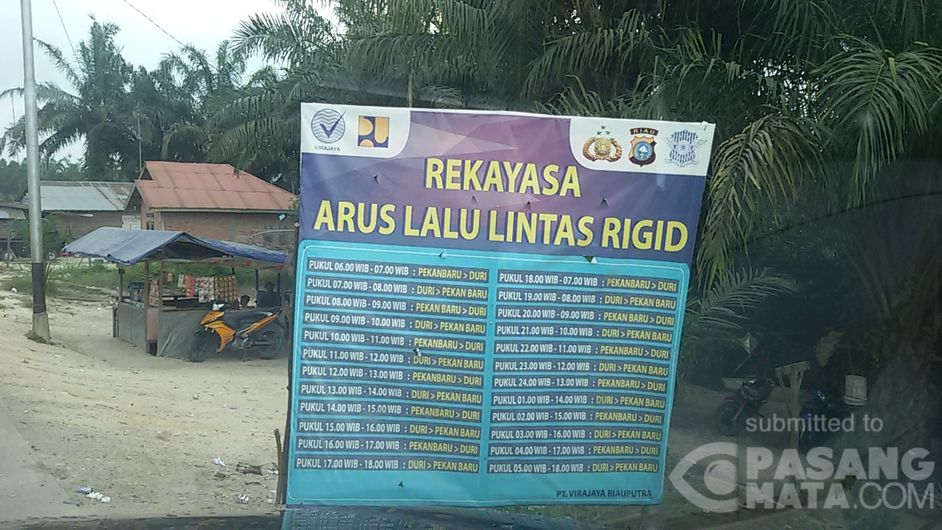 VIRAJAYA
RIAU
REKAYASA
ARUS LALU LINTAS RIGID
PUKUL 06.00 WIB - 07.00 WIB : PEKANBARU > DURI
PUKUL 07.00 WIB - 08.00 WIB : DURI > PEKAN BARU
PUKUL 08.00 WIB - 09.00 WIB : PEKANBARU > DURI
PUKUL 09.00 WIB - 10.00 WIB : DURI > PEKAN BARU
PUKUL 10.00 WIB - 11.00 WIB : PEKANBARU > DURI
PUKUL 11.00 WIB - 12.00 WIB : DURI > PEKAN BARU
PUKUL 12.00 WIB - 13.00 WIB : PEKANBARU > DURI
PUKUL 13.00 WIB - 14.00 WIB : DURI > PEKAN BARU
PUKUL 14.00 WIB - 15.00 WIB : PEKANBARU > DURI
PUKUL 15.00 WIB - 16.00 WIB : DURI > PEKAN BARU
PUKUL 16.00 WIB - 17.00 WIB : PEKANBARU > DURI
PUKUL 17.00 WIB - 18.00 WIB : DURI > PEKAN BARU
PUKUL 18.00 WIB - 07.00 WIB : PEKANBARU > DURI
PUKUL 19.00 WIB - 08.00 WIB : DURI > PEKAN BARU
PUKUL 20.00 WIB - 09.00 WIB : PEKANBARU > DURI
PUKUL 21.00 WIB - 10.00 WIB : DURI > PEKAN BARU
PUKUL 22.00 WIB - 11.00 WIB : PEKANBARU > DURI
PUKUL 23.00 WIB - 12.00 WIB : DURI > PEKAN BARU
PUKUL 24.00 WIB - 13.00 WIB : PEKANBARU > DURI
PUKUL 01.00 WIB - 14.00 WIB : DURI > PEKAN BARU
PUKUL 02.00 WIB - 15.00 WIB : PEKANBARU > DURI
PUKUL 03.00 WIB - 16.00 WIB : DURI > PEKAN BARU
PUKUL 04.00 WIB - 17.00 WIB : PEKANBARU > DURI
PUKUL 05.00 WIB - 18.00 WIB : DURI > PEKAN BARU
PT. VIRAJAYA RIAUPUTRA
submitted to
PASANG
MATA.COM